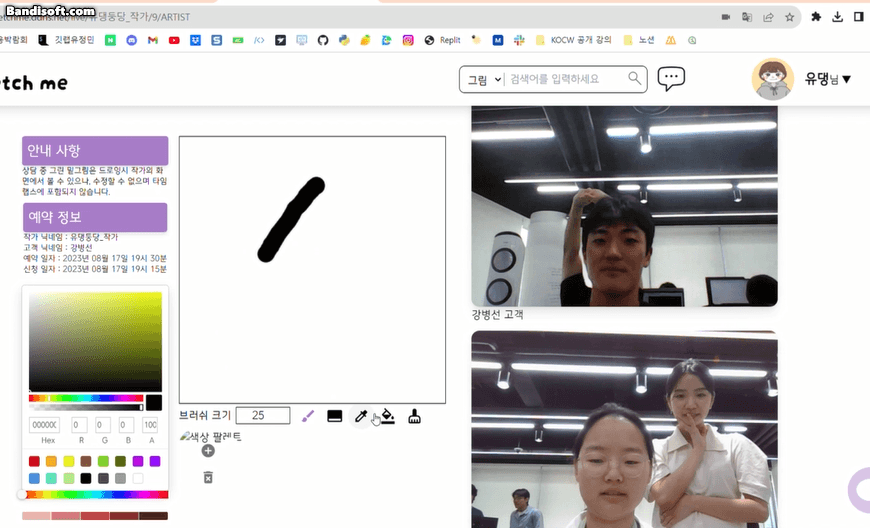 Bandisoft.com
etchme.ddns.net/live/유댕둥당_작가/9/ARTIST
용박람회
깃랩유정민
Replit
KOCW 공개 강의
노션
tch me
그림
검색어를 입력하세요
유댕님▼
안내 사항
상담 중 그린 밑그림은 드로잉시 작가의 화
면에서 볼 수 있으나, 수정할 수 없으며 타임
랩스에 포함되지 않습니다.
예약 정보
작가 닉네임 : 유댕둥당_작가
고객 닉네임 : 강병선
예약 일자 : 2023년 08월 17일 19시 30분
신청 일자 : 2023년 08월 17일 19시 15분
강병선 고객
브러쉬 크기 25
색상 팔레트
000000 0 0 0 100
Hex R G B A